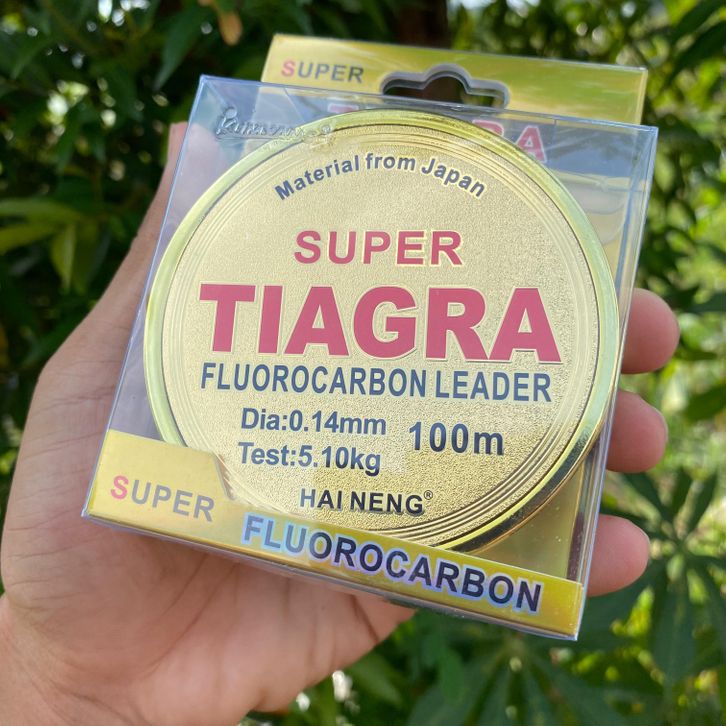 SUPER
Material from Japan
SUPER
TIAGRA
FLUOROCARBON LEADER
Dia:0.14mm
Test:5.10kg
100m
HAI NENG®
SUPER
FLUOROCARBON